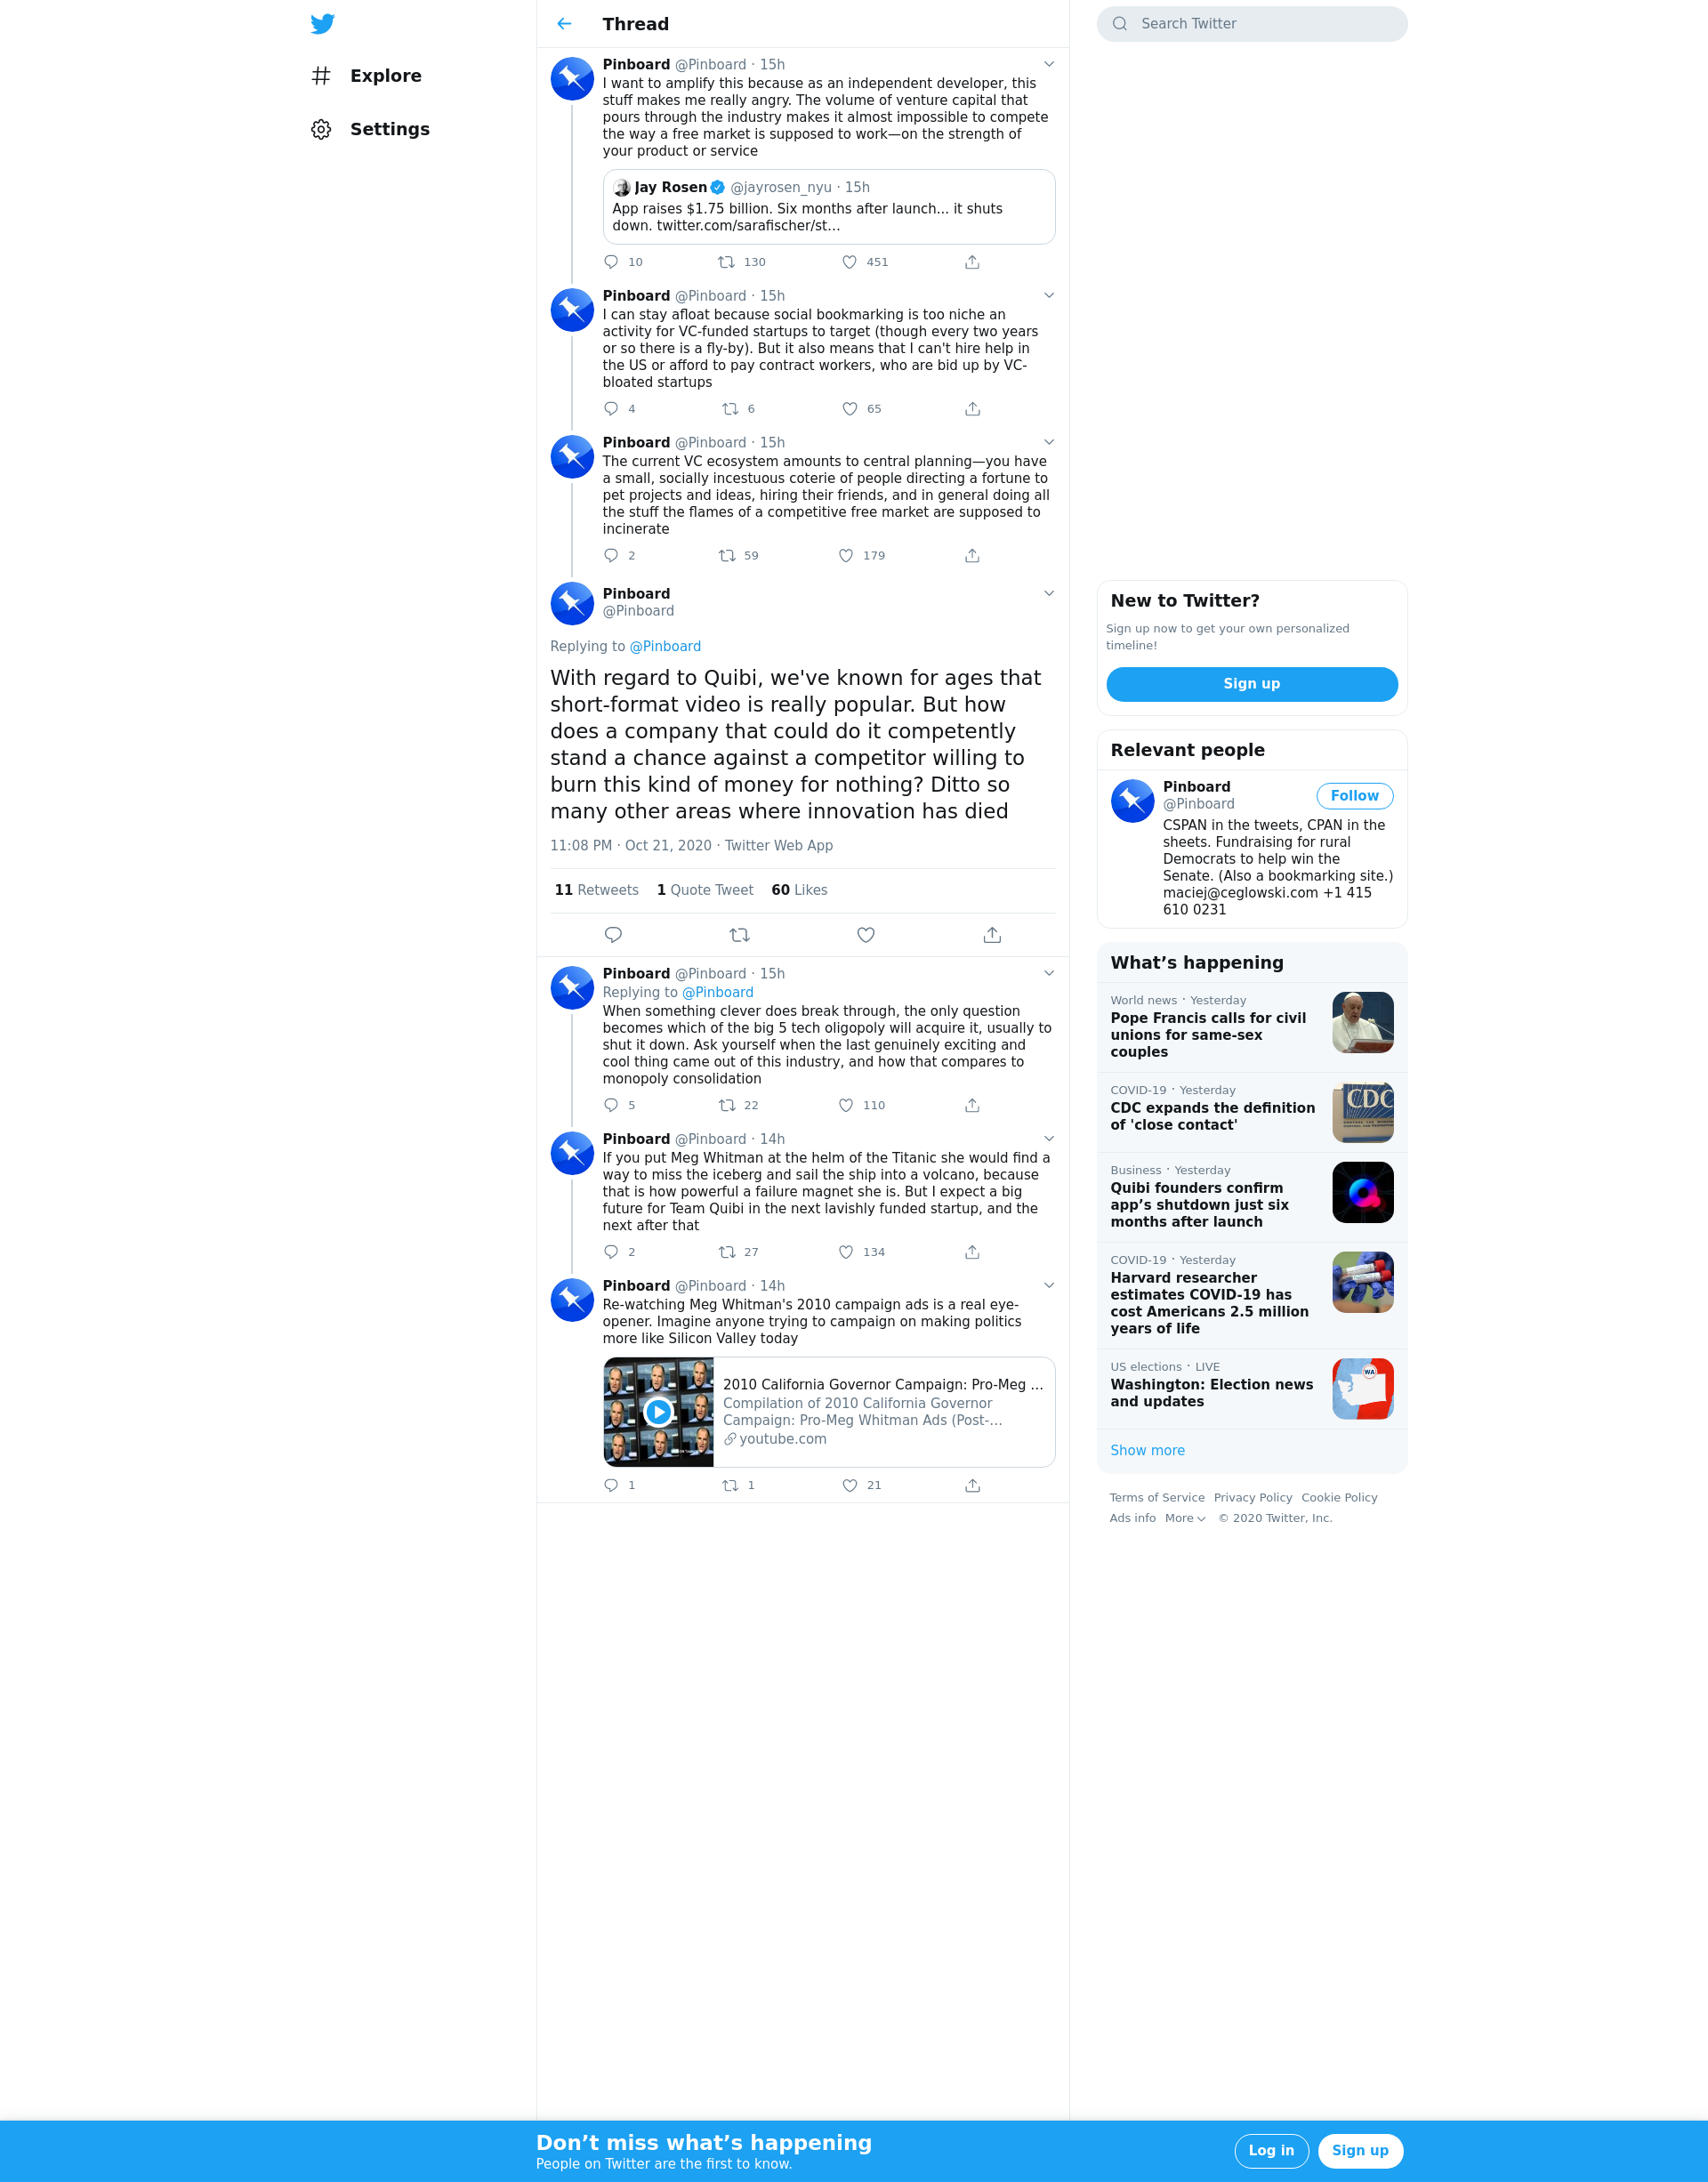 Explore
Settings
Thread
Pinboard @Pinboard · 15h
I want to amplify this because as an independent developer, this
stuff makes me really angry. The volume of venture capital that
pours through the industry makes it almost impossible to compete
the way a free market is supposed to work—on the strength of
your product or service
Jay Rosen @jayrosen_nyu · 15h
App raises $1.75 billion. Six months after launch... it shuts
down. twitter.com/sarafischer/st…
10 130 451
Pinboard @Pinboard · 15h
I can stay afloat because social bookmarking is too niche an
activity for VC-funded startups to target (though every two years
or so there is a fly-by). But it also means that I can't hire help in
the US or afford to pay contract workers, who are bid up by VC-
bloated startups
4 6 65
Pinboard @Pinboard · 15h
The current VC ecosystem amounts to central planning—you have
a small, socially incestuous coterie of people directing a fortune to
pet projects and ideas, hiring their friends, and in general doing all
the stuff the flames of a competitive free market are supposed to
incinerate
2 59 179
Pinboard
@Pinboard
Replying to @Pinboard
With regard to Quibi, we've known for ages that
short-format video is really popular. But how
does a company that could do it competently
stand a chance against a competitor willing to
burn this kind of money for nothing? Ditto so
many other areas where innovation has died
11:08 PM · Oct 21, 2020 · Twitter Web App
11 Retweets 1 Quote Tweet 60 Likes
Pinboard @Pinboard · 15h
Replying to @Pinboard
When something clever does break through, the only question
becomes which of the big 5 tech oligopoly will acquire it, usually to
shut it down. Ask yourself when the last genuinely exciting and
cool thing came out of this industry, and how that compares to
monopoly consolidation
5 22 110
Pinboard @Pinboard · 14h
If you put Meg Whitman at the helm of the Titanic she would find a
way to miss the iceberg and sail the ship into a volcano, because
that is how powerful a failure magnet she is. But I expect a big
future for Team Quibi in the next lavishly funded startup, and the
next after that
2 27 134
Pinboard @Pinboard · 14h
Re-watching Meg Whitman's 2010 campaign ads is a real eye-
opener. Imagine anyone trying to campaign on making politics
more like Silicon Valley today
2010 California Governor Campaign: Pro-Meg …
Compilation of 2010 California Governor
Campaign: Pro-Meg Whitman Ads (Post-…
youtube.com
1 1 21
Search Twitter
New to Twitter?
Sign up now to get your own personalized
timeline!
Sign up
Relevant people
Pinboard
@Pinboard
Follow
CSPAN in the tweets, CPAN in the
sheets. Fundraising for rural
Democrats to help win the
Senate. (Also a bookmarking site.)
maciej@ceglowski.com +1 415
610 0231
What’s happening
World news · Yesterday
Pope Francis calls for civil
unions for same-sex
couples
COVID-19 · Yesterday
CDC expands the definition
of 'close contact'
CDC
Business · Yesterday
Quibi founders confirm
app’s shutdown just six
months after launch
COVID-19 · Yesterday
Harvard researcher
estimates COVID-19 has
cost Americans 2.5 million
years of life
US elections · LIVE
Washington: Election news
and updates
WA
Show more
Terms of Service Privacy Policy Cookie Policy
Ads info More © 2020 Twitter, Inc.
Don’t miss what’s happening
People on Twitter are the first to know.
Log in
Sign up